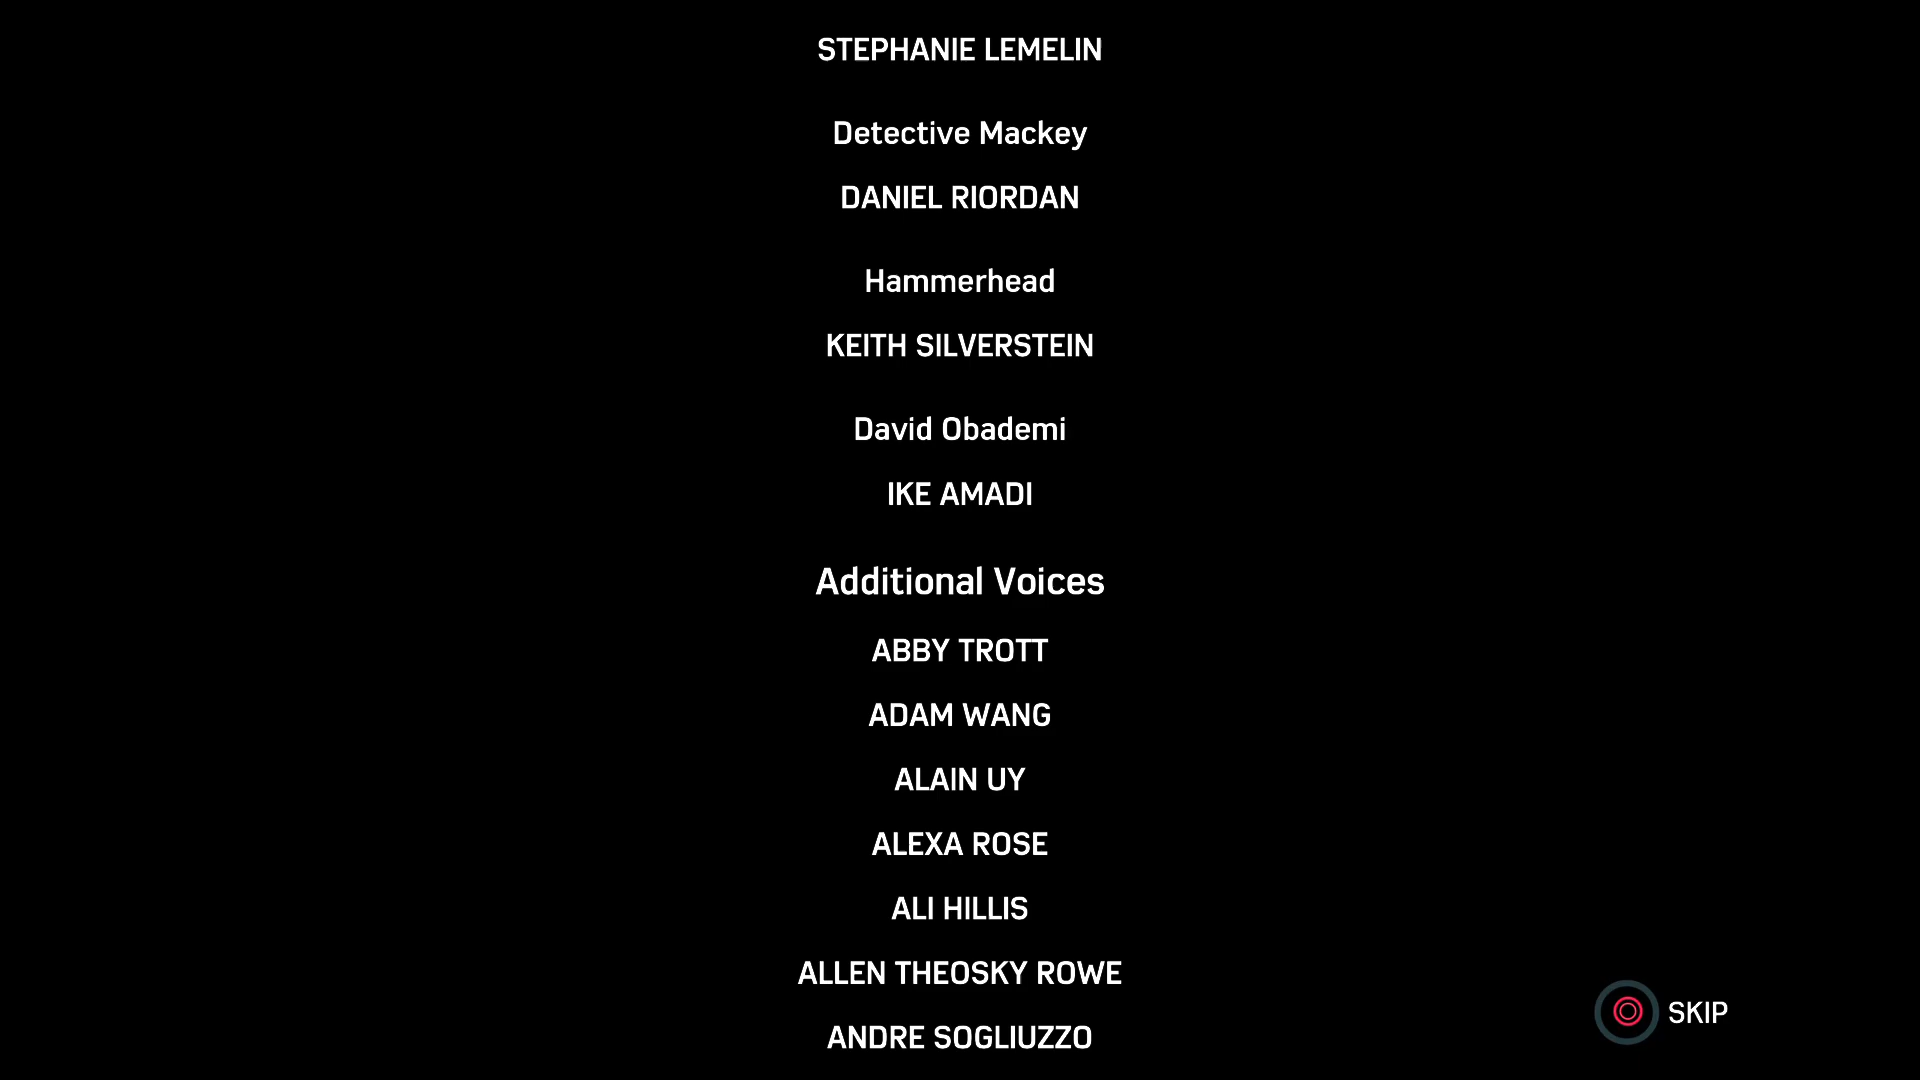 STEPHANIE LEMELIN
Detective Mackey
DANIEL RIORDAN
Hammerhead
KEITH SILVERSTEIN
David Obademi
IKE AMADI
Additional Voices
ABBY TROTT
ADAM WANG
ALAIN UY
ALEXA ROSE
ALI HILLIS
ALLEN THEOSKY ROWE
SKIP
ANDRE SOGLIUZZO